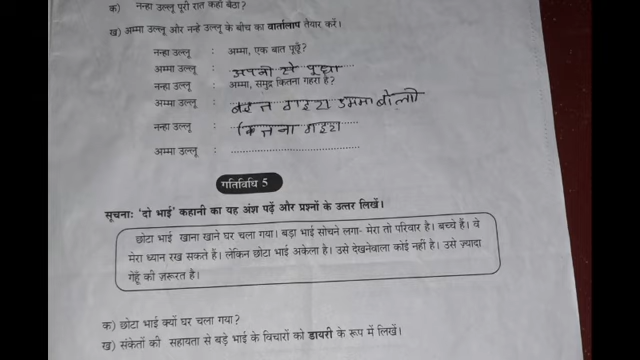 क) नन्हा उल्लू पूरी रात कहाँ बैठा?
ख) अम्मा उल्लू और नन्हे उल्लू के बीच का वार्तालाप तैयार करें।
नन्हा उल्लू : अम्मा, एक बात पूछूँ?
अम्मा उल्लू :
नन्हा उल्लू : अम्मा, समुद्र कितना गहरा है?
अम्मा उल्लू : गहरा अम्मा बोली
नन्हा उल्लू : कितना गहरा
अम्मा उल्लू : ..........................................
गतिविधि 5
सूचनाः 'दो भाई' कहानी का यह अंश पढ़ें और प्रश्नों के उत्तर लिखें।
छोटा भाई खाना खाने घर चला गया। बड़ा भाई सोचने लगा- मेरा तो परिवार है। बच्चे हैं। वे
मेरा ध्यान रख सकते हैं। लेकिन छोटा भाई अकेला है। उसे देखनेवाला कोई नहीं है। उसे ज़्यादा
गेहूँ की ज़रूरत है।
क) छोटा भाई क्यों घर चला गया?
ख) संकेतों की सहायता से बड़े भाई के विचारों को डायरी के रूप में लिखें।